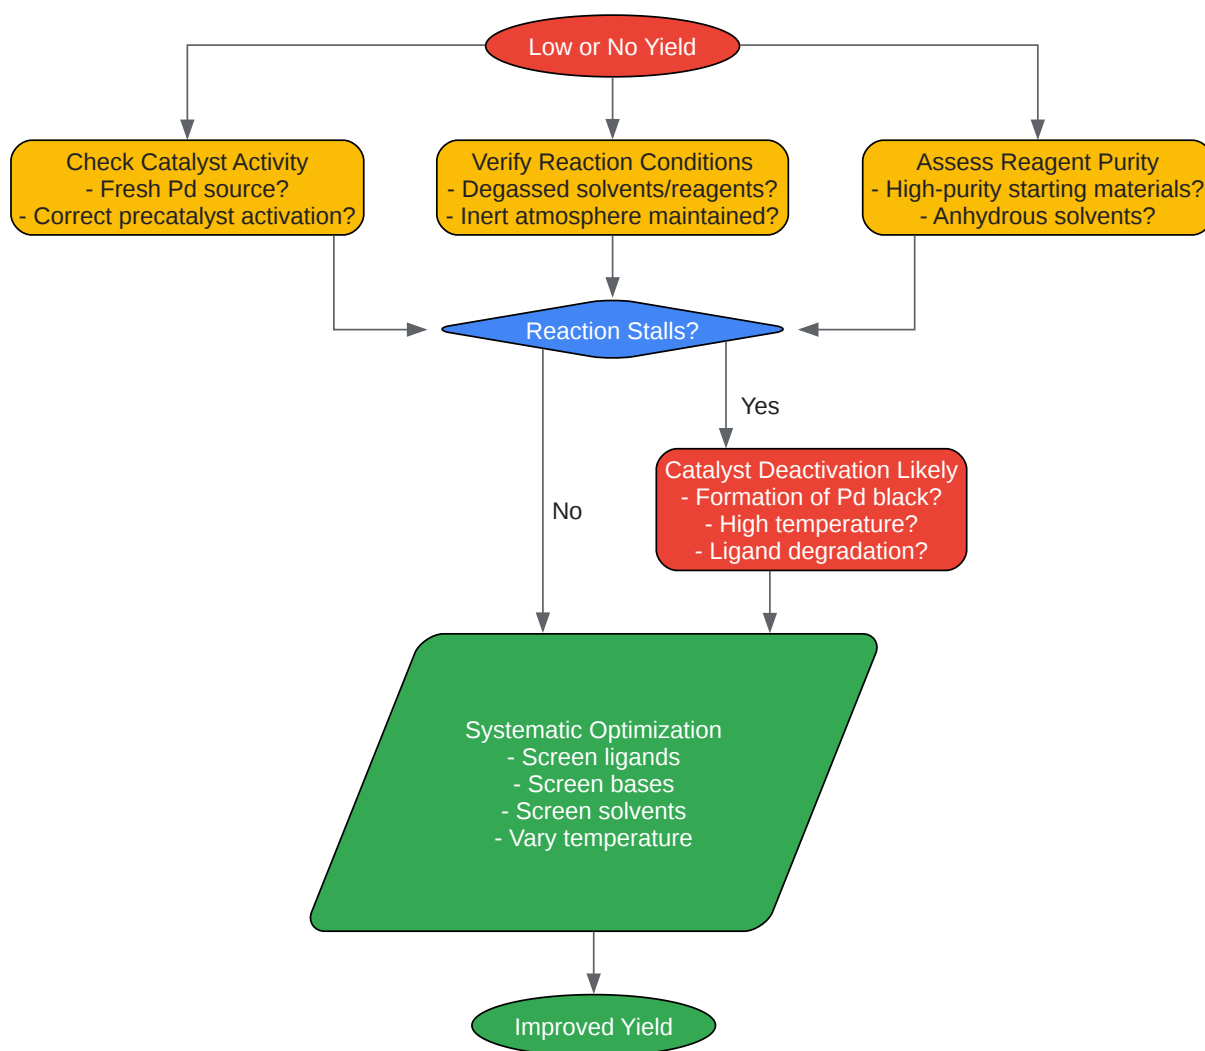 Low or No Yield
Check Catalyst Activity
- Fresh Pd source?
- Correct precatalyst activation?
Verify Reaction Conditions
- Degassed solvents/reagents?
- Inert atmosphere maintained?
Assess Reagent Purity
- High-purity starting materials?
- Anhydrous solvents?
Reaction Stalls?
Yes
Catalyst Deactivation Likely
- Formation of Pd black?
- High temperature?
- Ligand degradation?
No
Systematic Optimization
- Screen ligands
- Screen bases
- Screen solvents
- Vary temperature
Improved Yield